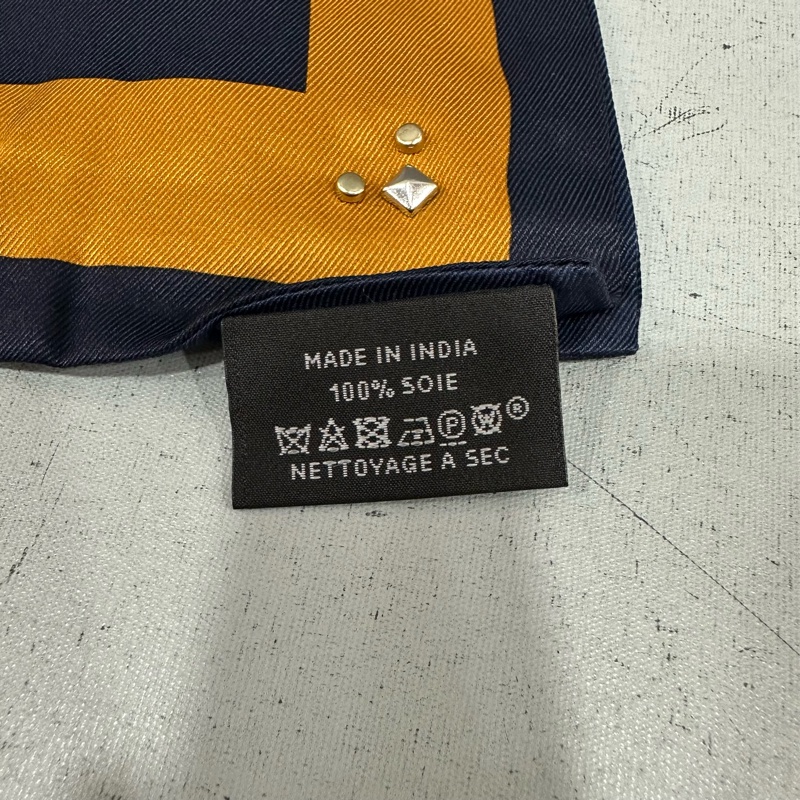 MADE IN INDIA
100% SOIE
P W ®
NETTOYAGE A SEC